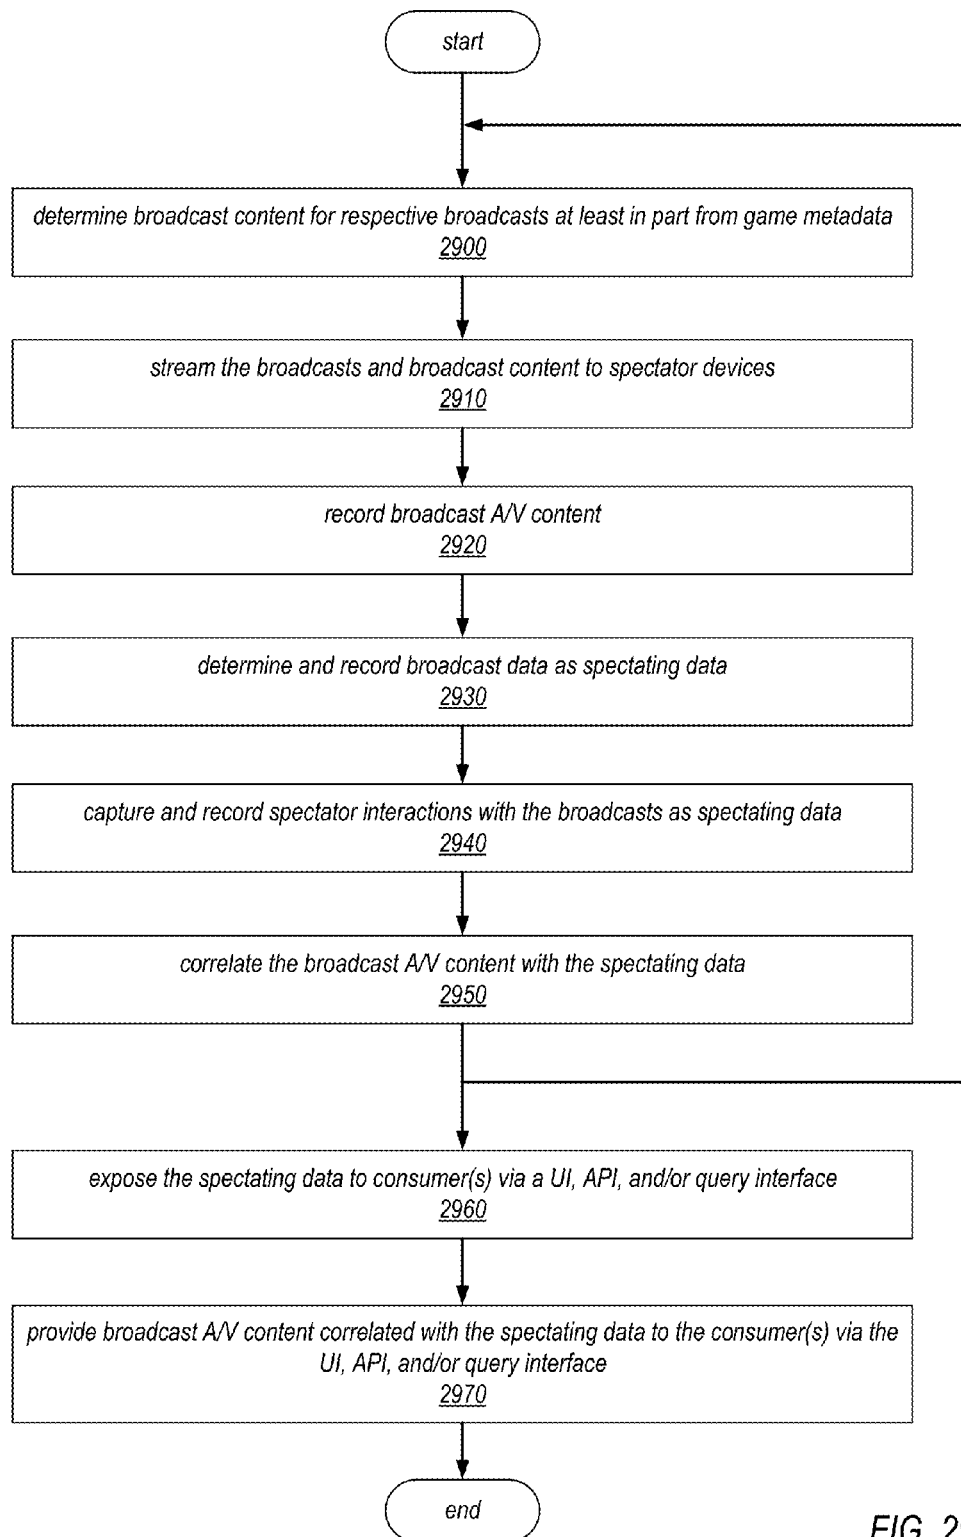 start
determine broadcast content for respective broadcasts at least in part from game metadata
2900
stream the broadcasts and broadcast content to spectator devices
2910
record broadcast A/V content
2920
determine and record broadcast data as spectating data
2930
capture and record spectator interactions with the broadcasts as spectating data
2940
correlate the broadcast A/V content with the spectating data
2950
expose the spectating data to consumer(s) via a UI, API, and/or query interface
2960
provide broadcast A/V content correlated with the spectating data to the consumer(s) via the
UI, API, and/or query interface
2970
end
FIG.